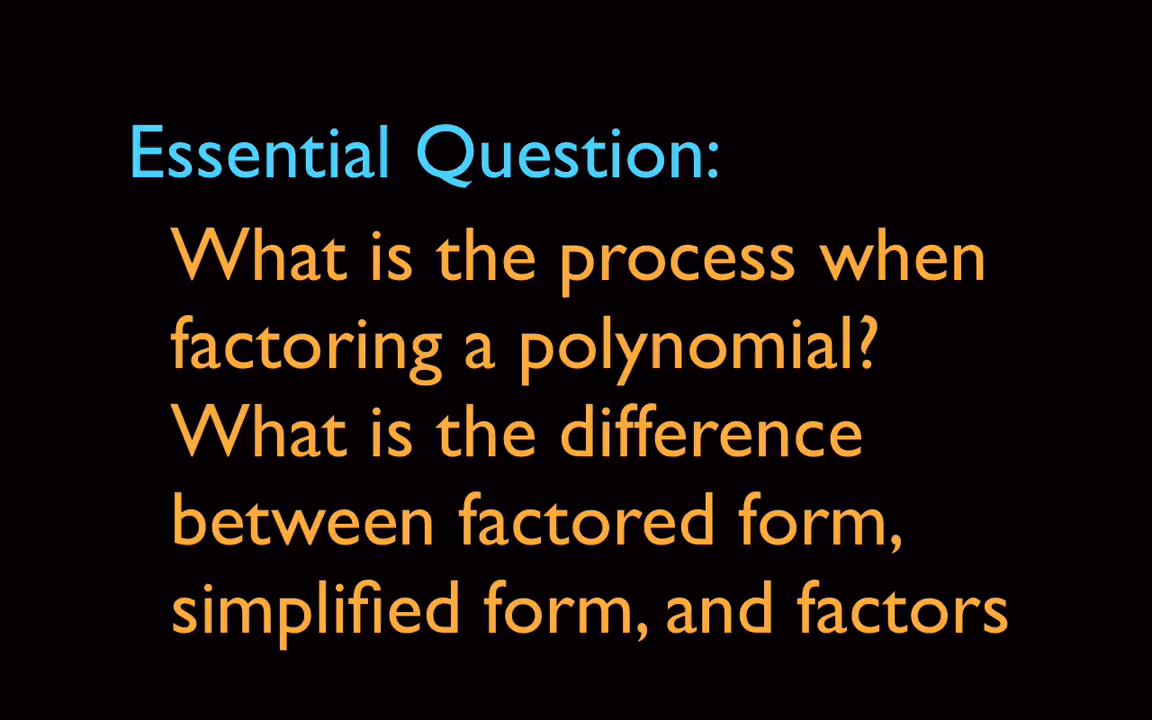 Essential Question:
What is the process when
factoring a polynomial?
What is the difference
between factored form,
simplified form, and factors